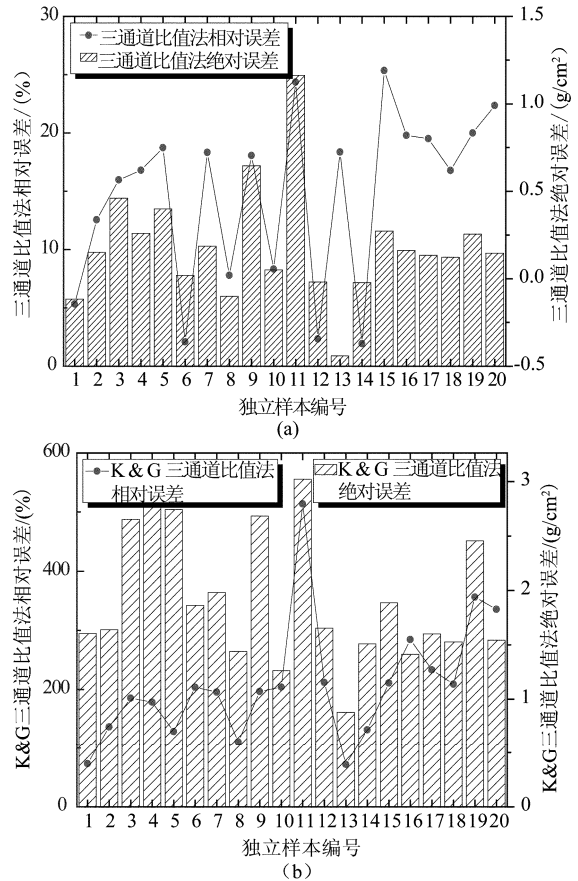 三通道比值法相对误差
三通道比值法绝对误差
三通道比值法相对误差/(%)
30
20
10
0
三通道比值法绝对误差/(g/cm²)
1.5
1.0
0.5
0.0
-0.5
1 2 3 4 5 6 7 8 9 10 11 12 13 14 15 16 17 18 19 20
独立样本编号
(a)
K & G 三通道比值法
相对误差
K & G 三通道比值法
绝对误差
K&G三通道比值法相对误差/(%)
600
400
200
0
K&G三通道比值法绝对误差/(g/cm²)
3
2
1
0
1 2 3 4 5 6 7 8 9 10 11 12 13 14 15 16 17 18 19 20
独立样本编号
（b）